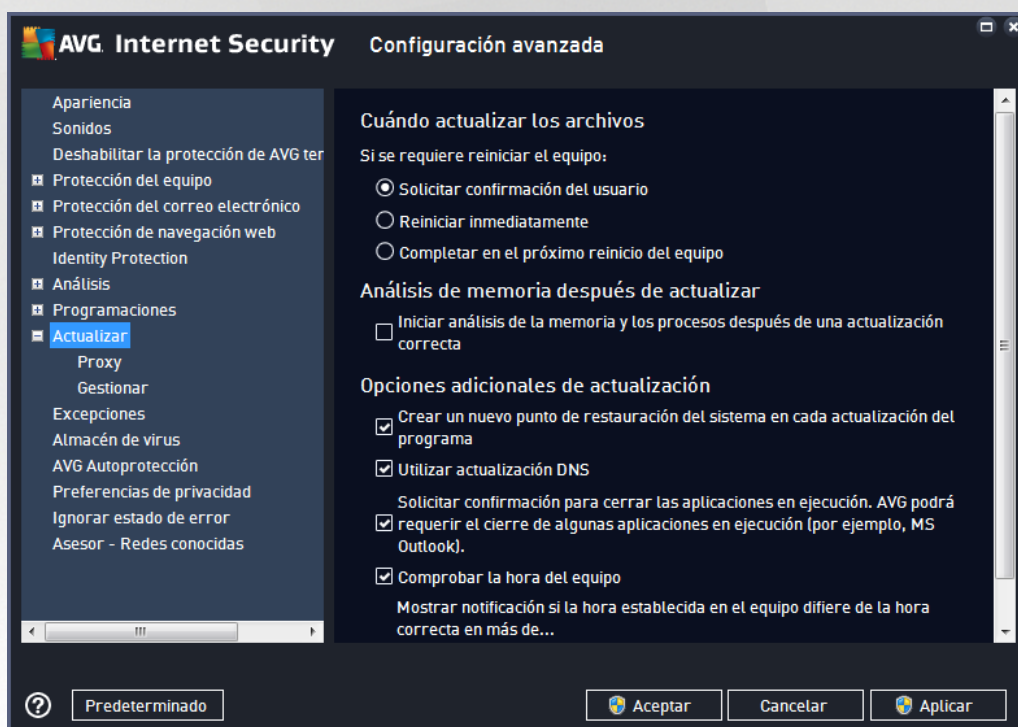 AVG. Internet Security Configuración avanzada
Apariencia
Sonidos
Deshabilitar la protección de AVG ter
Protección del equipo
Protección del correo electrónico
Protección de navegación web
Identity Protection
Análisis
Programaciones
Actualizar
Proxy
Gestionar
Excepciones
Almacén de virus
AVG Autoprotección
Preferencias de privacidad
Ignorar estado de error
Asesor - Redes conocidas
Cuándo actualizar los archivos
Si se requiere reiniciar el equipo:
Solicitar confirmación del usuario
Reiniciar inmediatamente
Completar en el próximo reinicio del equipo
Análisis de memoria después de actualizar
Iniciar análisis de la memoria y los procesos después de una actualización
correcta
Opciones adicionales de actualización
Crear un nuevo punto de restauración del sistema en cada actualización del
programa
Utilizar actualización DNS
Solicitar confirmación para cerrar las aplicaciones en ejecución. AVG podrá
requerir el cierre de algunas aplicaciones en ejecución (por ejemplo, MS
Outlook).
Comprobar la hora del equipo
Mostrar notificación si la hora establecida en el equipo difiere de la hora
correcta en más de...
Predeterminado
Aceptar
Cancelar
Aplicar